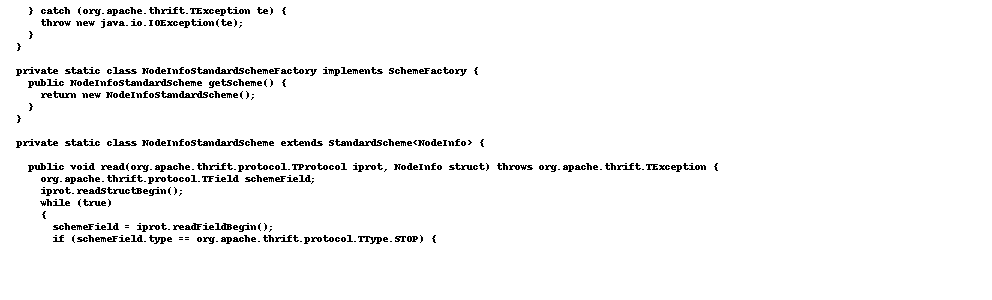 } catch (org.apache.thrift.TException te) {
throw new java.io.IOException(te);
}
}
private static class NodeInfoStandardSchemeFactory implements SchemeFactory {
public NodeInfoStandardScheme getScheme() {
return new NodeInfoStandardScheme();
}
}
private static class NodeInfoStandardScheme extends StandardScheme<NodeInfo> {
public void read(org.apache.thrift.protocol.TProtocol iprot, NodeInfo struct) throws org.apache.thrift.TException {
org.apache.thrift.protocol.TField schemeField;
iprot.readStructBegin();
while (true)
{
schemeField = iprot.readFieldBegin();
if (schemeField.type == org.apache.thrift.protocol.TType.STOP) {